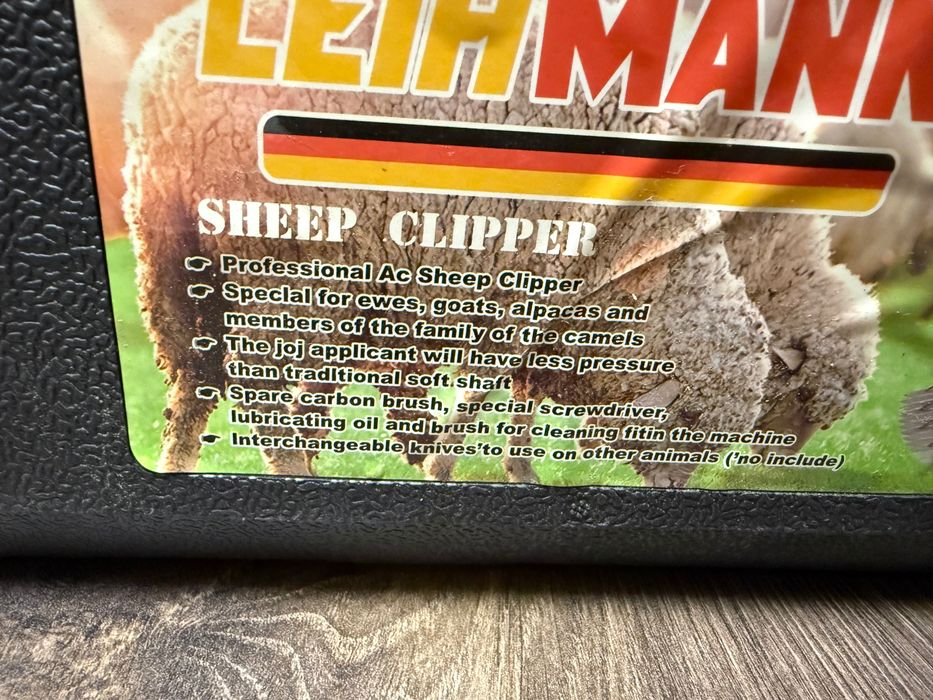 LEIHMANN
SHEEP CLIPPER
Professional Ac Sheep Clipper
Special for ewes, goats, alpacas and
members of the family of the camels
The joj applicant will have less pressure
than tradItional soft.shaft
Spare carbon brush, special screwdriver,
lubricating oil and brush for cleaning fitin the machine
Interchangeable knives'to use on other animals ('no include)